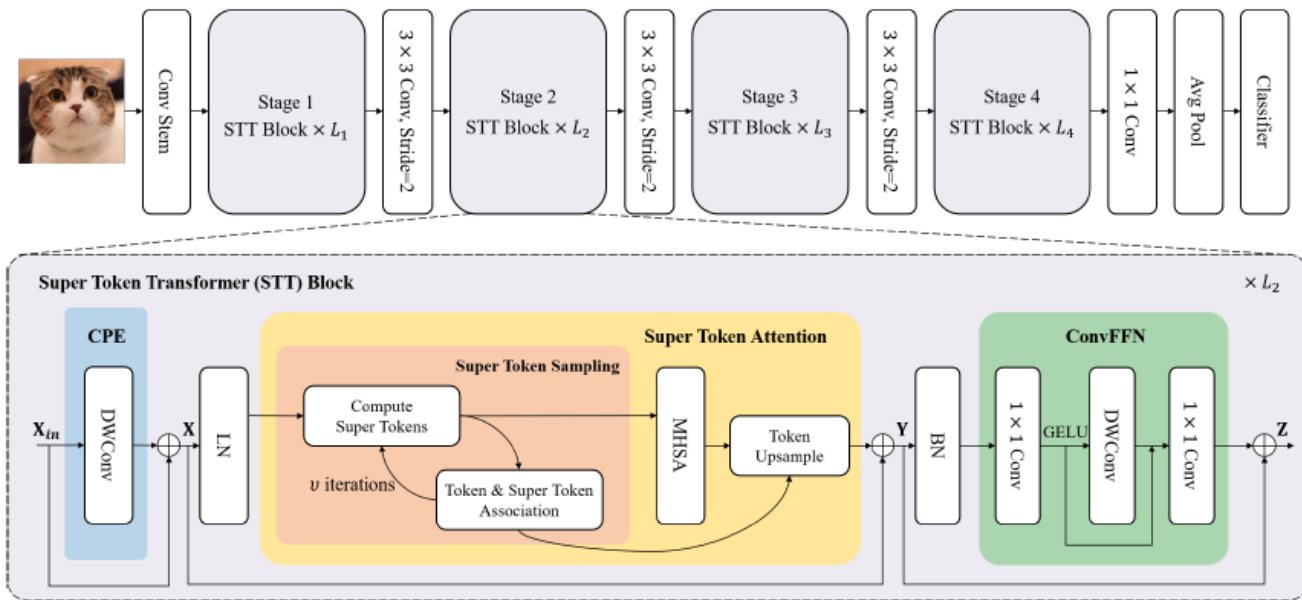 Conv Stem
Stage 1
STT Block × L₁
3 × 3 Conv, Stride=2
Stage 2
STT Block × L₂
3 × 3 Conv, Stride=2
Stage 3
STT Block × L₃
3 × 3 Conv, Stride=2
Stage 4
STT Block × L₄
1 × 1 Conv
Avg Pool
Classifier
Super Token Transformer (STT) Block
× L₂
CPE
X_in
DWConv
X
LN
Super Token Attention
Super Token Sampling
Compute
Super Tokens
υ iterations
Token & Super Token
Association
MHSA
Token
Upsample
Y
BN
ConvFFN
1 × 1 Conv
GELU
DWConv
1 × 1 Conv
Z